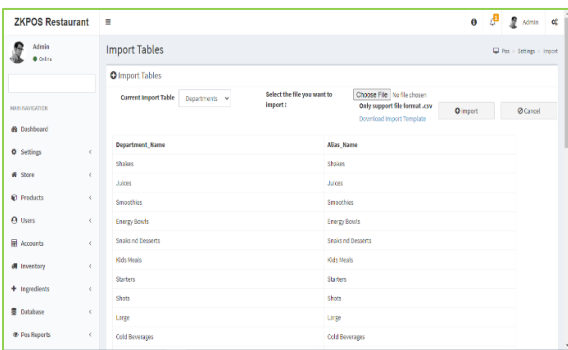 ZKPOS Restaurant
Admin
Admin
Online
Import Tables
Pos > Settings > Import
Import Tables
Current Import Table
Departments
Select the file you want to import :
Choose File No file chosen
Only support file format .csv
Download Import Template
Import
Cancel
MAIN NAVIGATION
Dashboard
Settings
Store
Products
Users
Accounts
Inventory
Ingredients
Database
Pos Reports
Department_Name Alias_Name
Shakes Shakes
Juices Juices
Smoothies Smoothies
Energy Bowls Energy Bowls
Snaks nd Desserts Snaks nd Desserts
Kids Meals Kids Meals
Starters Starters
Shots Shots
Large Large
Cold Beverages Cold Beverages